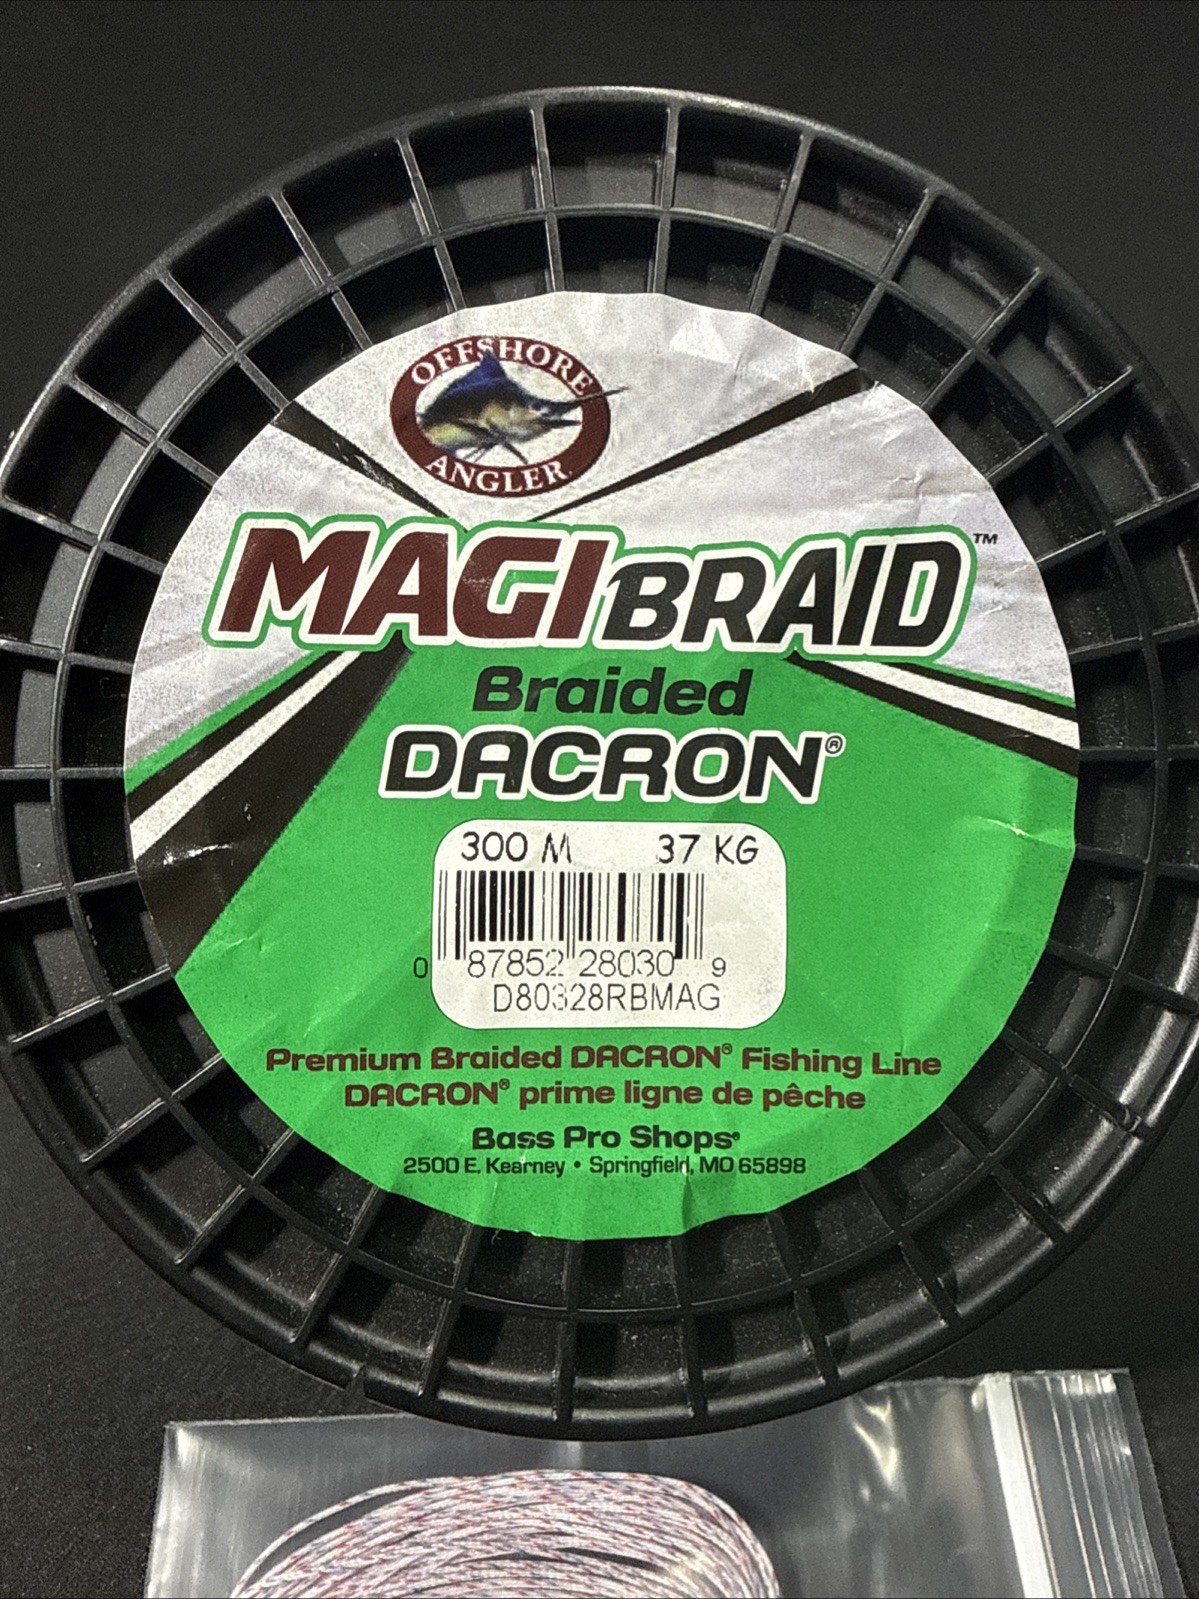 OFFSHORE
ANGLER
MAGIBRAID™
Braided
DACRON®
300 M 37 KG
0 87852 28030 9
D80328RBMAG
Premium Braided DACRON® Fishing Line
DACRON® prime ligne de pêche
Bass Pro Shops®
2500 E. Kearney • Springfield, MO 65898